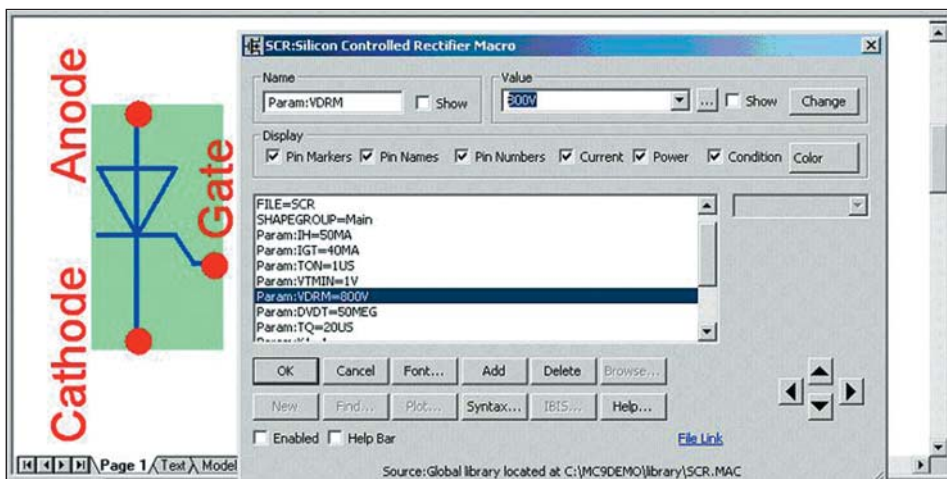 Anode
Gate
Cathode
SCR:Silicon Controlled Rectifier Macro
Name
Param:VDRM
Show
Value
800V
...
Show
Change
Display
Pin Markers Pin Names Pin Numbers Current Power Condition Color
FILE=SCR
SHAPEGROUP=Main
Param:IH=50MA
Param:IGT=40MA
Param:TON=1US
Param:VTMIN=1V
Param:VDRM=800V
Param:DVDT=50MEG
Param:TQ=20US
OK Cancel Font... Add Delete Browse...
New Find... Plot... Syntax... IBIS... Help...
Enabled Help Bar File Link
Source:Global library located at C:\MC9DEMO\library\SCR.MAC
Page 1 Text Model